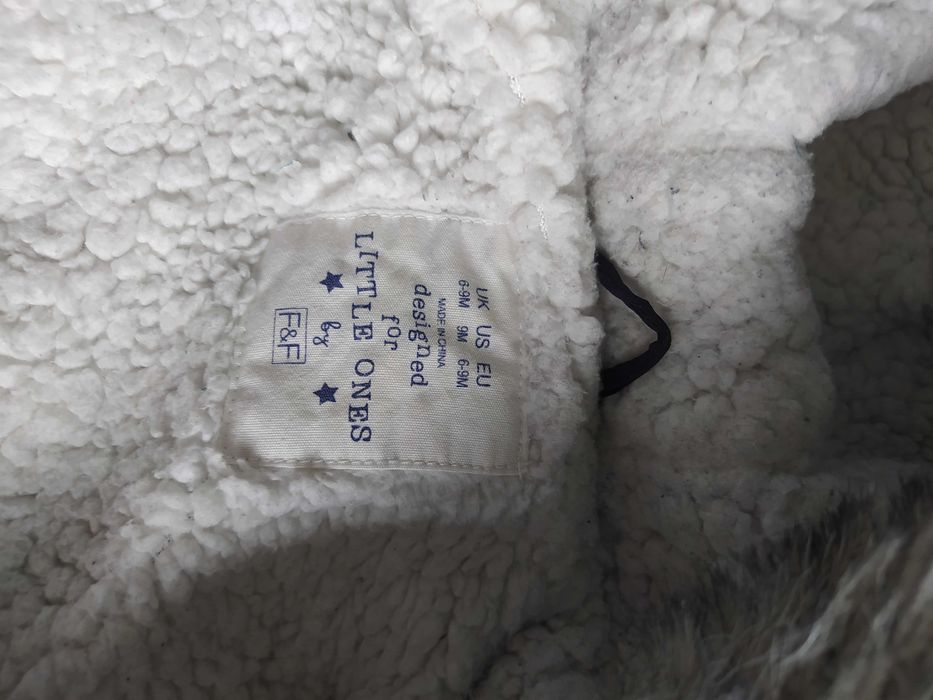 UK US EU
6-9M 9M 6-9M
MADE IN CHINA
designed
for
LITTLE ONES
by
F&F